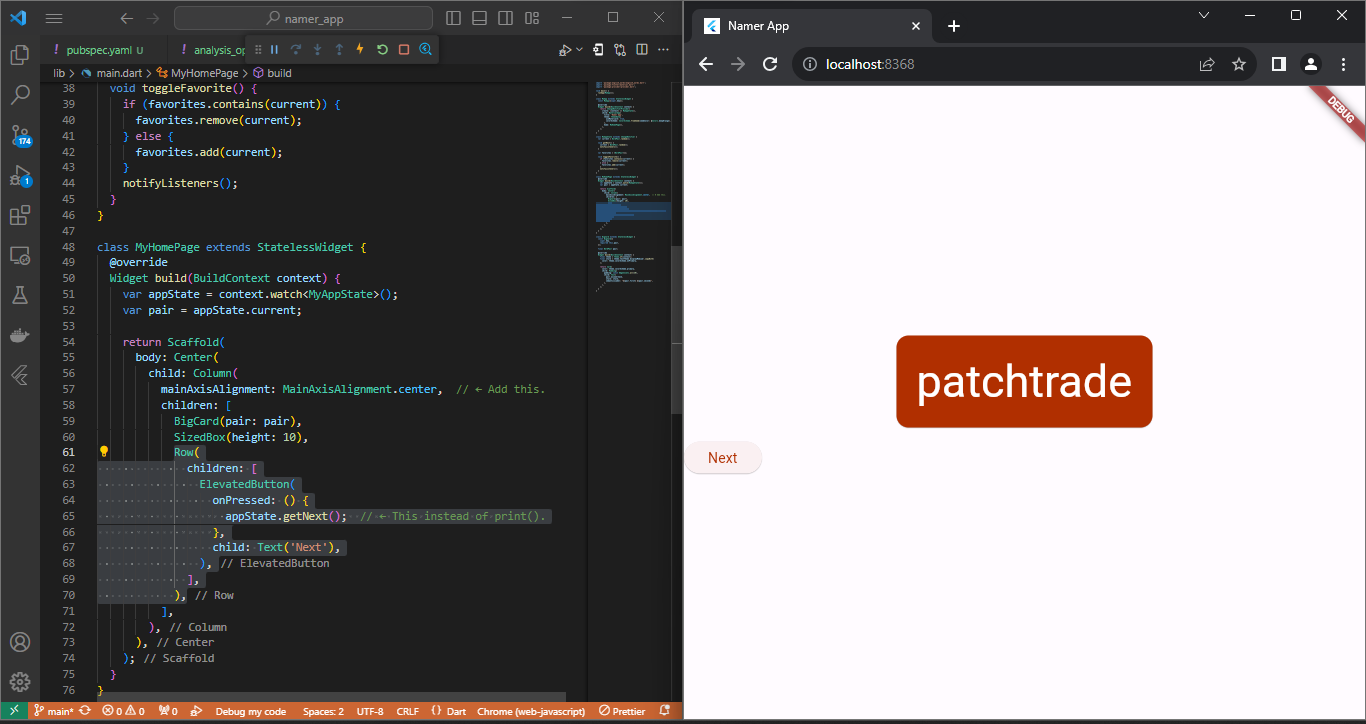 namer_app
pubspec.yaml U
analysis_op
lib > main.dart > MyHomePage > build
38 void toggleFavorite() {
39 if (favorites.contains(current)) {
40 favorites.remove(current);
41 } else {
42 favorites.add(current);
43 }
44 notifyListeners();
45 }
46 }
47
48 class MyHomePage extends StatelessWidget {
49 @override
50 Widget build(BuildContext context) {
51 var appState = context.watch<MyAppState>();
52 var pair = appState.current;
53
54 return Scaffold(
55 body: Center(
56 child: Column(
57 mainAxisAlignment: MainAxisAlignment.center,  // ← Add this.
58 children: [
59 BigCard(pair: pair),
60 SizedBox(height: 10),
61 Row(
62 children: [
63 ElevatedButton(
64 onPressed: () {
65 appState.getNext();  // ← This instead of print().
66 },
67 child: Text('Next'),
68 ), // ElevatedButton
69 ],
70 ), // Row
71 ],
72 ), // Column
73 ), // Center
74 ); // Scaffold
75 }
76 }
174
1
main* 0 0 0 Debug my code Spaces: 2 UTF-8 CRLF {} Dart Chrome (web-javascript) Prettier
Namer App
localhost:8368
DEBUG
patchtrade
Next